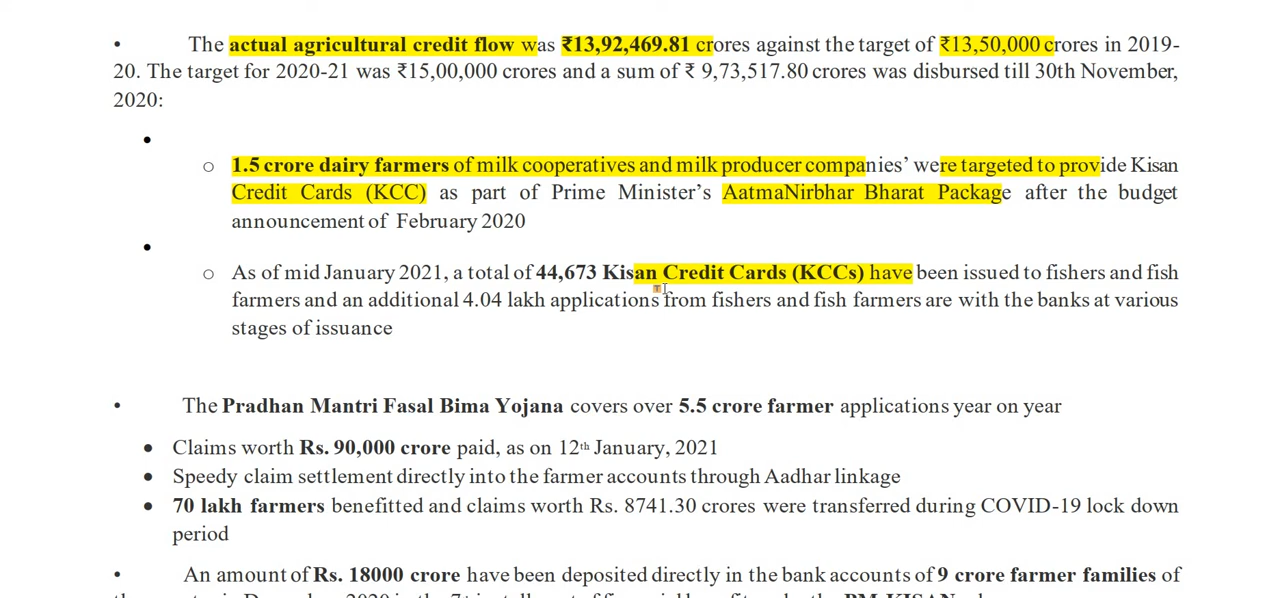 • The actual agricultural credit flow was ₹13,92,469.81 crores against the target of ₹13,50,000 crores in 2019-
20. The target for 2020-21 was ₹15,00,000 crores and a sum of ₹ 9,73,517.80 crores was disbursed till 30th November,
2020:
•
○ 1.5 crore dairy farmers of milk cooperatives and milk producer companies’ were targeted to provide Kisan
Credit Cards (KCC) as part of Prime Minister’s AatmaNirbhar Bharat Package after the budget
announcement of February 2020
•
○ As of mid January 2021, a total of 44,673 Kisan Credit Cards (KCCs) have been issued to fishers and fish
farmers and an additional 4.04 lakh applications from fishers and fish farmers are with the banks at various
stages of issuance
• The Pradhan Mantri Fasal Bima Yojana covers over 5.5 crore farmer applications year on year
• Claims worth Rs. 90,000 crore paid, as on 12th January, 2021
• Speedy claim settlement directly into the farmer accounts through Aadhar linkage
• 70 lakh farmers benefitted and claims worth Rs. 8741.30 crores were transferred during COVID-19 lock down
period
• An amount of Rs. 18000 crore have been deposited directly in the bank accounts of 9 crore farmer families of